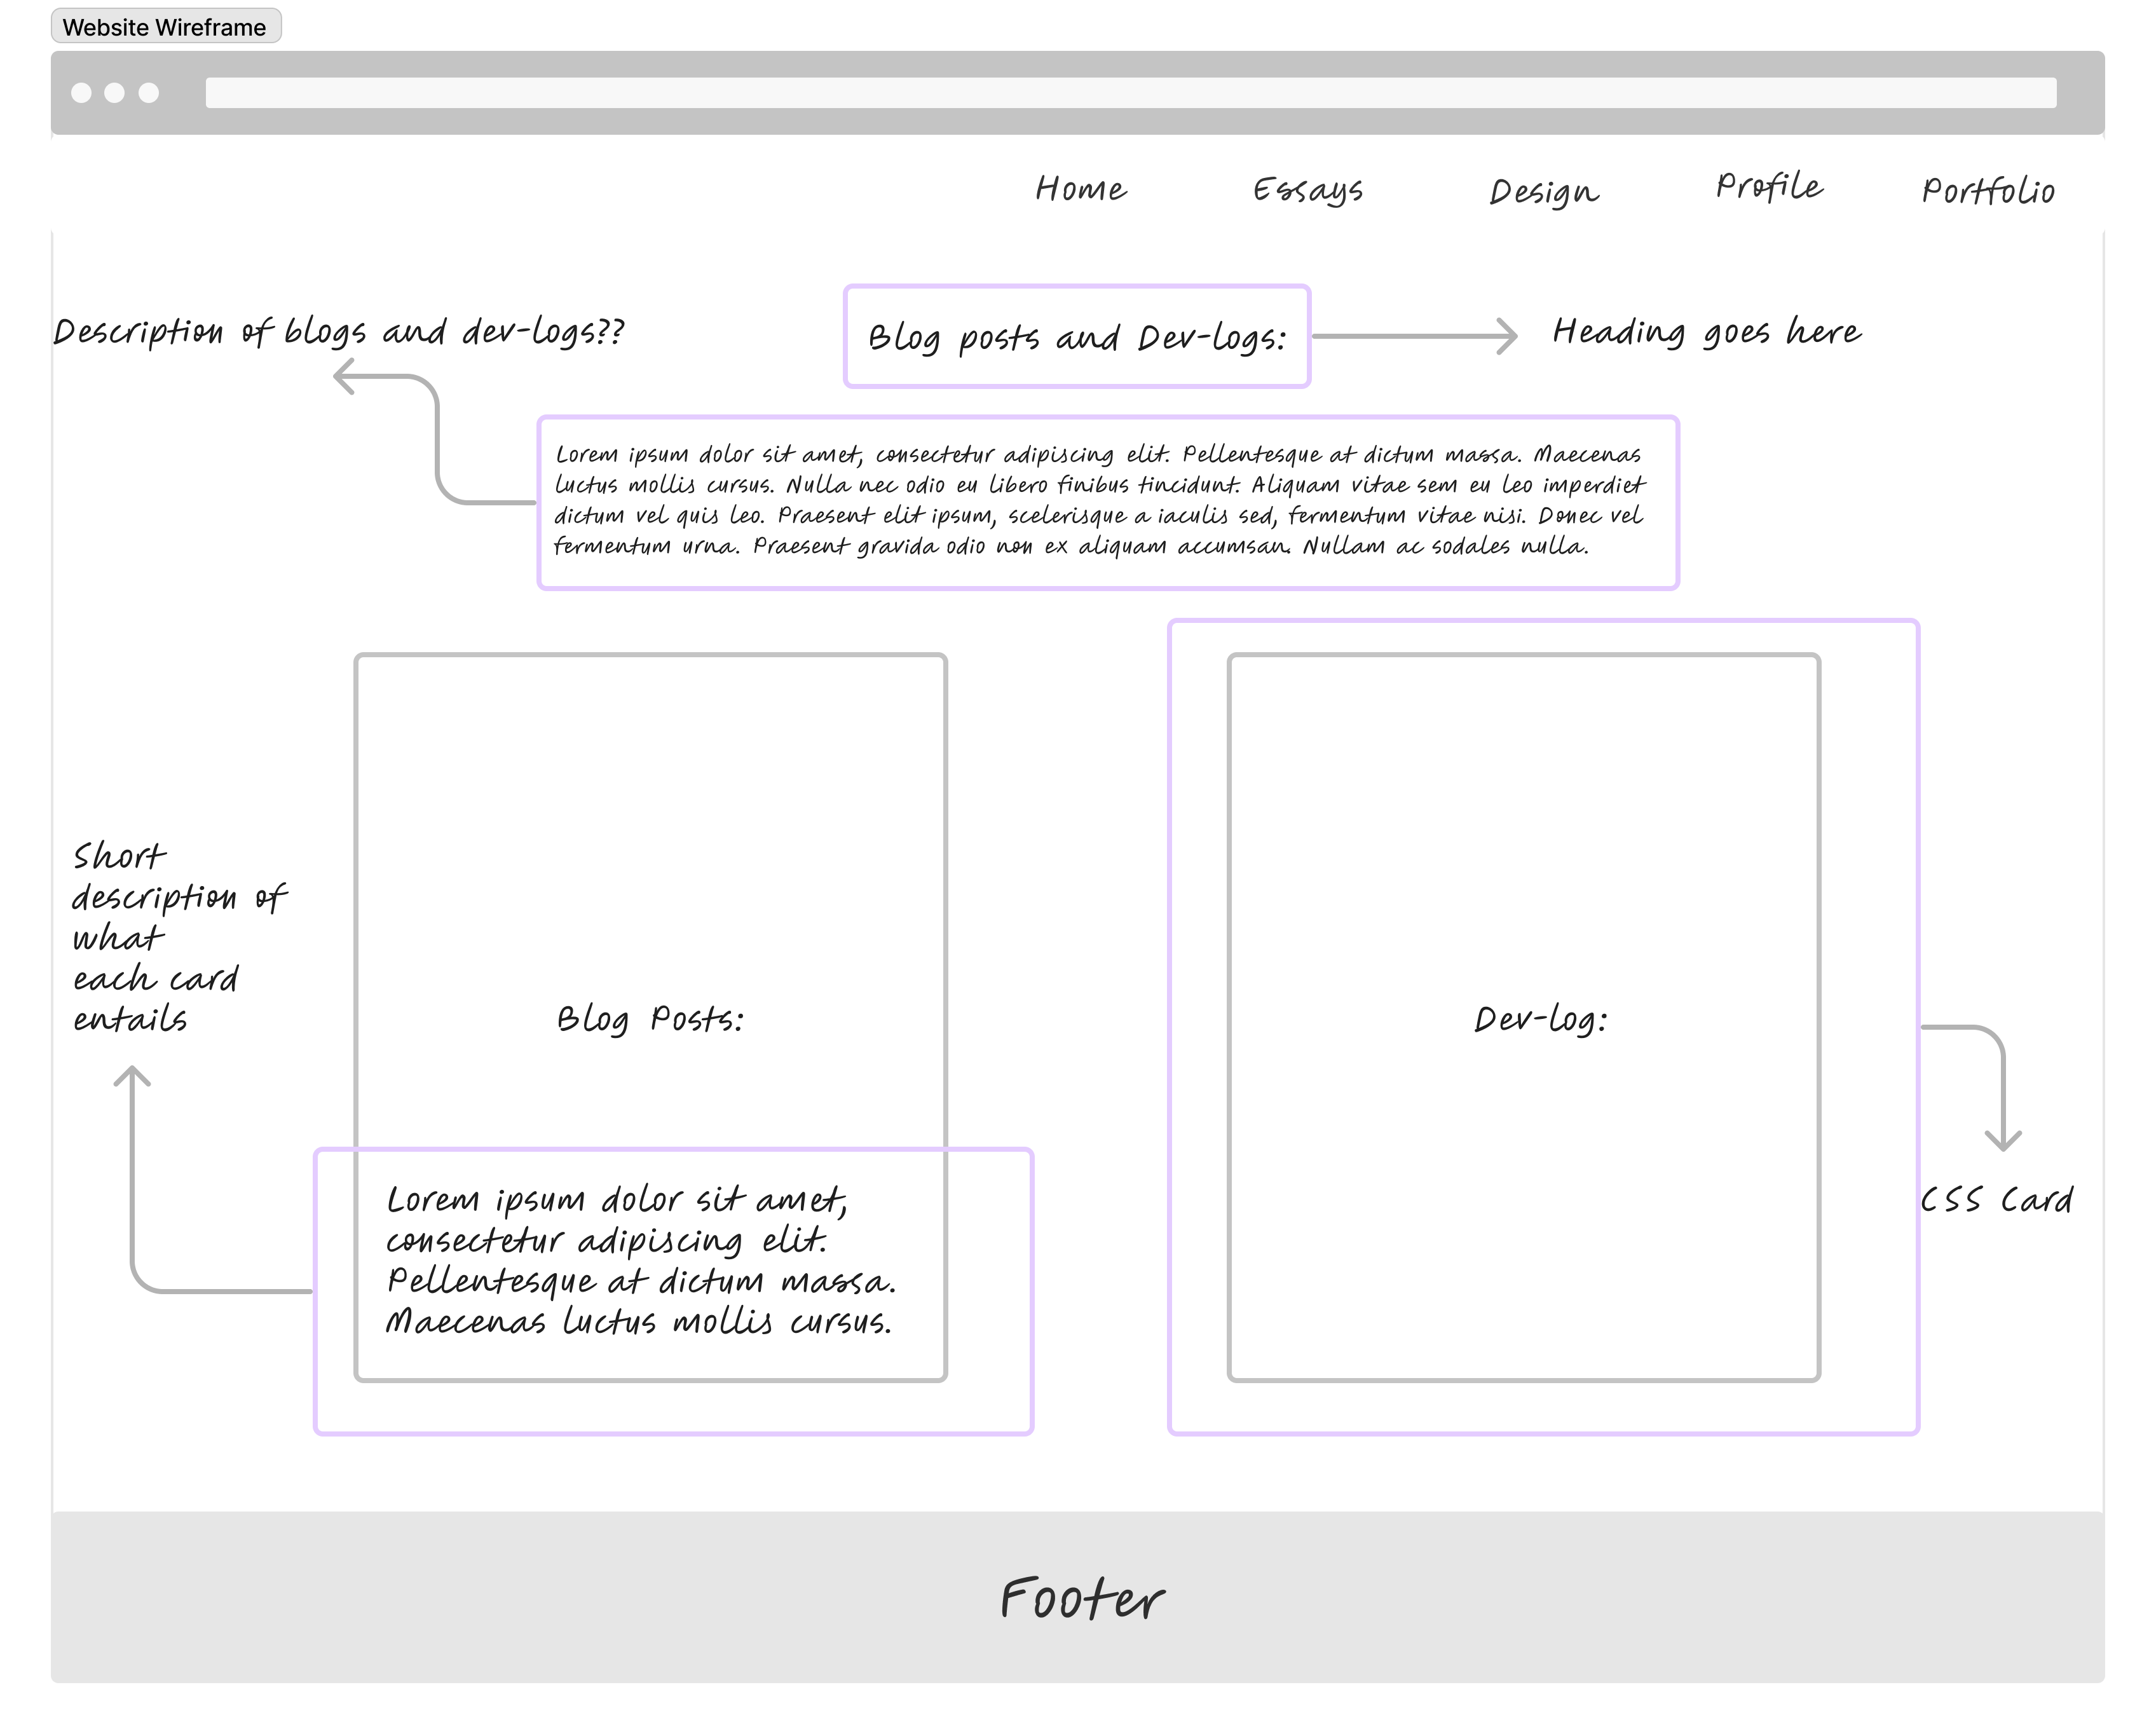 Website Wireframe
Home Essays Design Profile Portfolio
Description of blogs and dev-logs??
Blog posts and Dev-logs:
Heading goes here
Lorem ipsum dolor sit amet, consectetur adipiscing elit. Pellentesque at dictum massa. Maecenas
luctus mollis cursus. Nulla nec odio eu libero finibus tincidunt. Aliquam vitae sem eu leo imperdiet
dictum vel quis leo. Praesent elit ipsum, scelerisque a iaculis sed, fermentum vitae nisi. Donec vel
fermentum urna. Praesent gravida odio non ex aliquam accumsan. Nullam ac sodales nulla.
Short
description of
what
each card
entails
Blog Posts:
Lorem ipsum dolor sit amet,
consectetur adipiscing elit.
Pellentesque at dictum massa.
Maecenas luctus mollis cursus.
Dev-log:
CSS Card
Footer